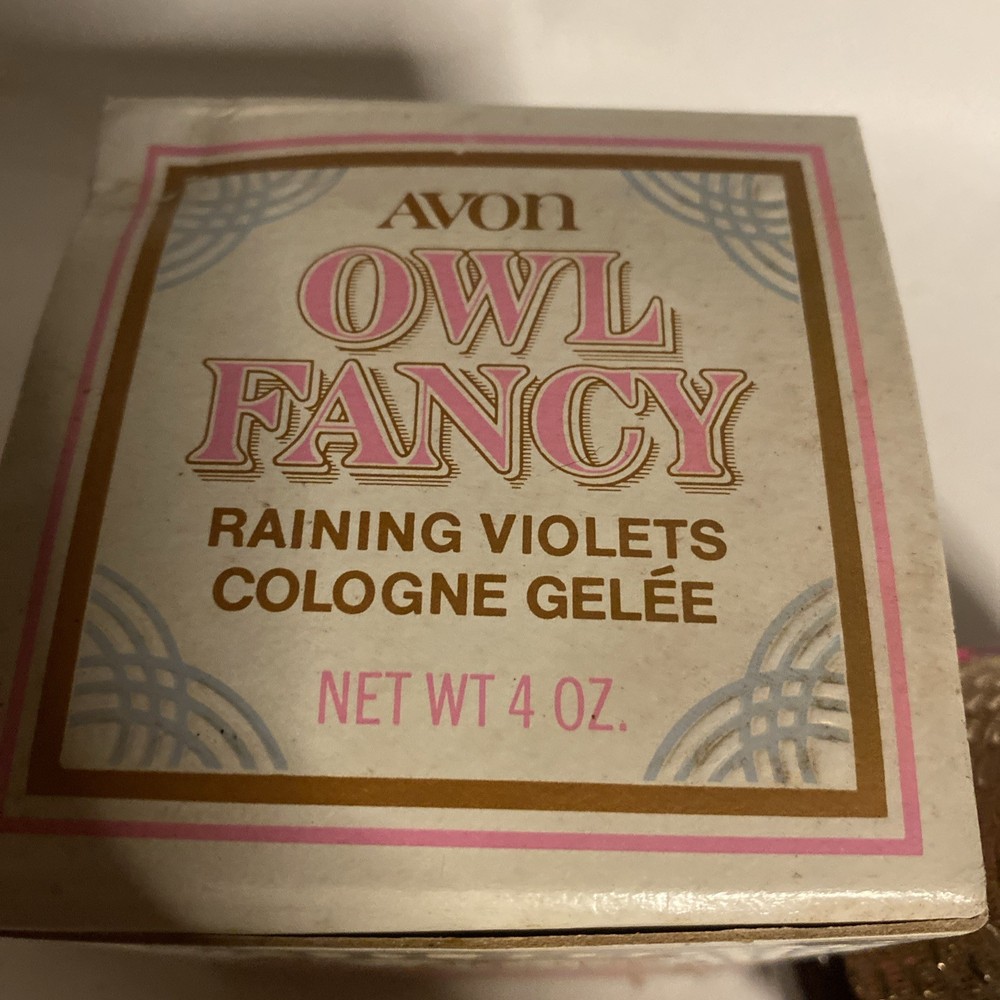 AVON
OWL
FANCY
RAINING VIOLETS
COLOGNE GELÉE
NET WT 4 OZ.